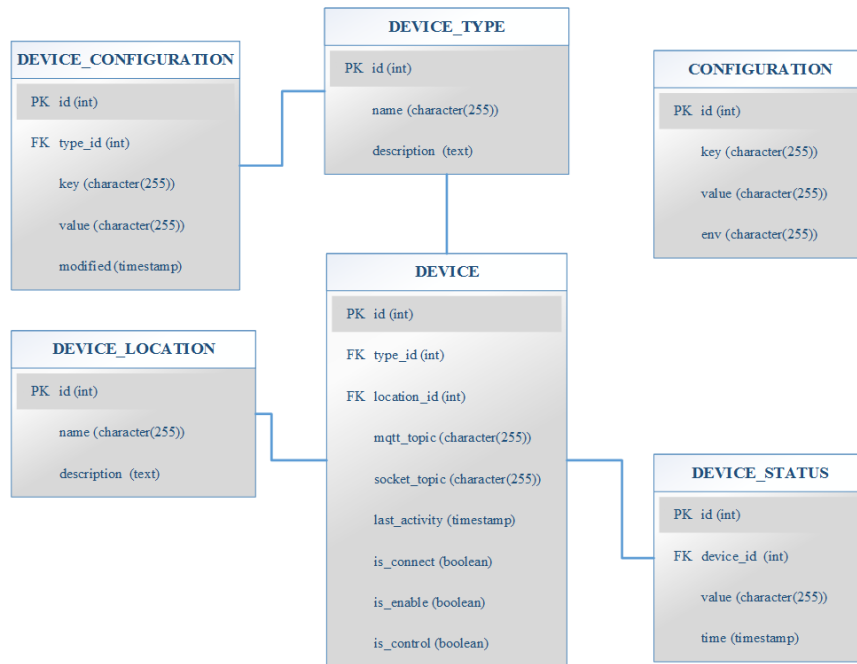 DEVICE_CONFIGURATION
PK id (int)
FK type_id (int)
key (character(255))
value (character(255))
modified (timestamp)
DEVICE_TYPE
PK id (int)
name (character(255))
description (text)
CONFIGURATION
PK id (int)
key (character(255))
value (character(255))
env (character(255))
DEVICE_LOCATION
PK id (int)
name (character(255))
description (text)
DEVICE
PK id (int)
FK type_id (int)
FK location_id (int)
mqtt_topic (character(255))
socket_topic (character(255))
last_activity (timestamp)
is_connect (boolean)
is_enable (boolean)
is_control (boolean)
DEVICE_STATUS
PK id (int)
FK device_id (int)
value (character(255))
time (timestamp)